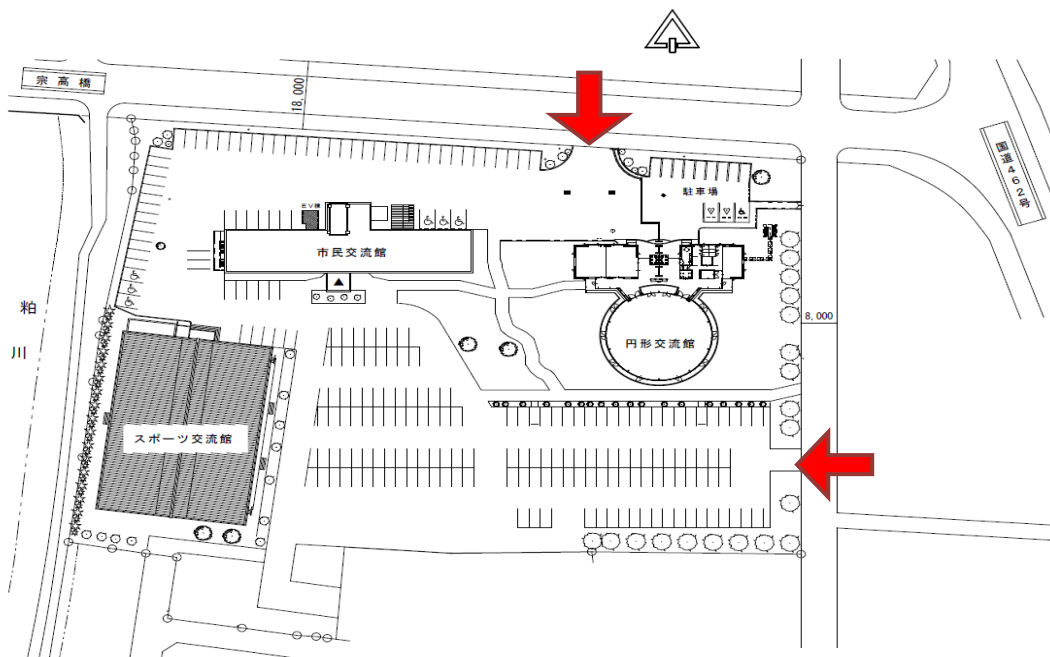 宗高橋
18,000
国道462号
駐車場
EV棟
市民交流館
粕川
8,000
円形交流館
スポーツ交流館